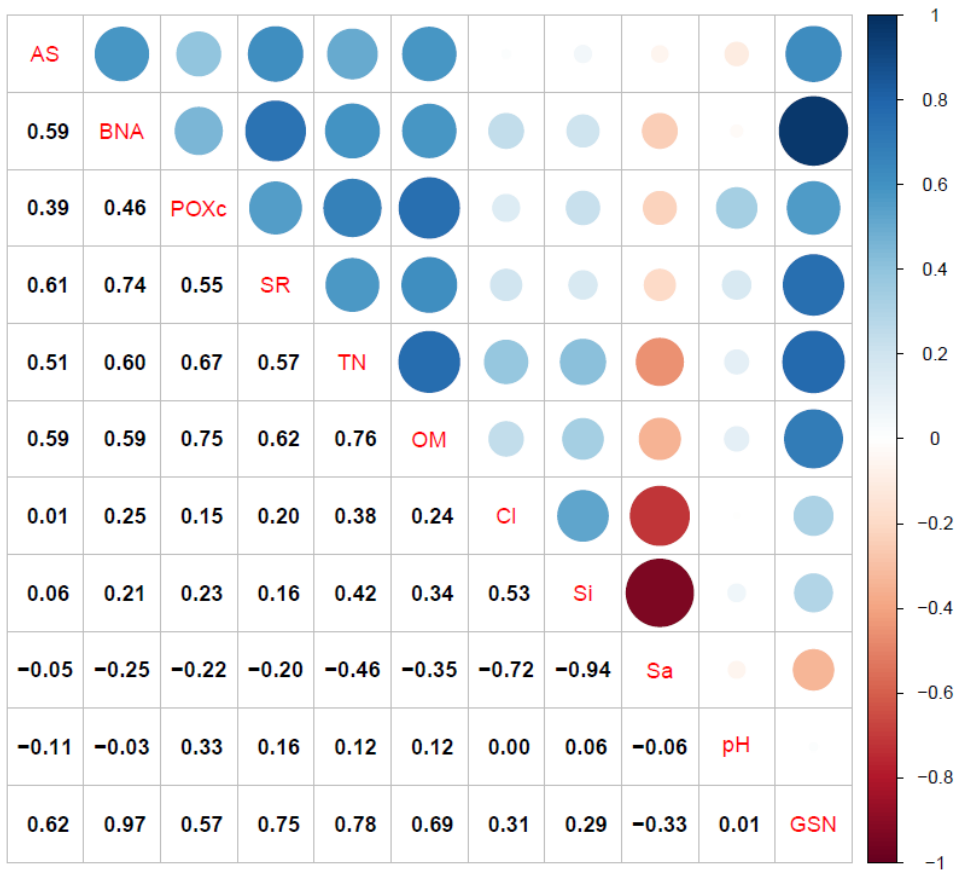 1
AS
0.59 BNA 0.8
0.39 0.46 POXc 0.6
0.61 0.74 0.55 SR 0.4
0.51 0.60 0.67 0.57 TN 0.2
0.59 0.59 0.75 0.62 0.76 OM 0
0.01 0.25 0.15 0.20 0.38 0.24 Cl −0.2
0.06 0.21 0.23 0.16 0.42 0.34 0.53 Si −0.4
−0.05 −0.25 −0.22 −0.20 −0.46 −0.35 −0.72 −0.94 Sa −0.6
−0.11 −0.03 0.33 0.16 0.12 0.12 0.00 0.06 −0.06 pH −0.8
0.62 0.97 0.57 0.75 0.78 0.69 0.31 0.29 −0.33 0.01 GSN
−1